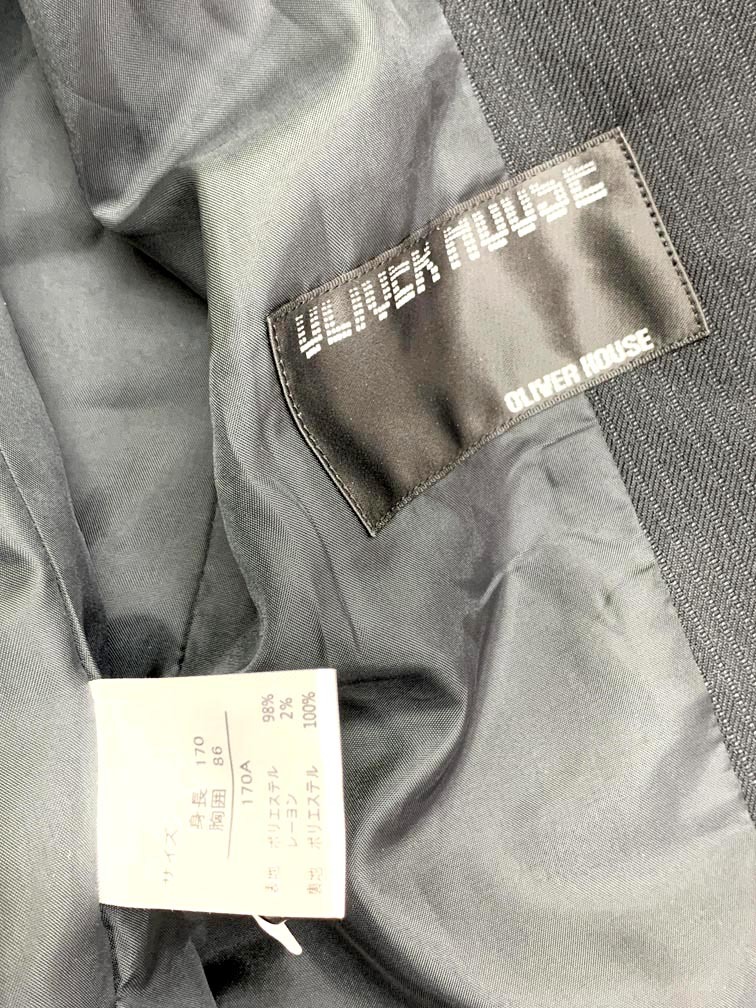 OLIVER HOUSE
OLIVER HOUSE
サイズ
身長 170
胸囲 86
170A
表地 ポリエステル 98%
レーヨン 2%
裏地 ポリエステル 100%